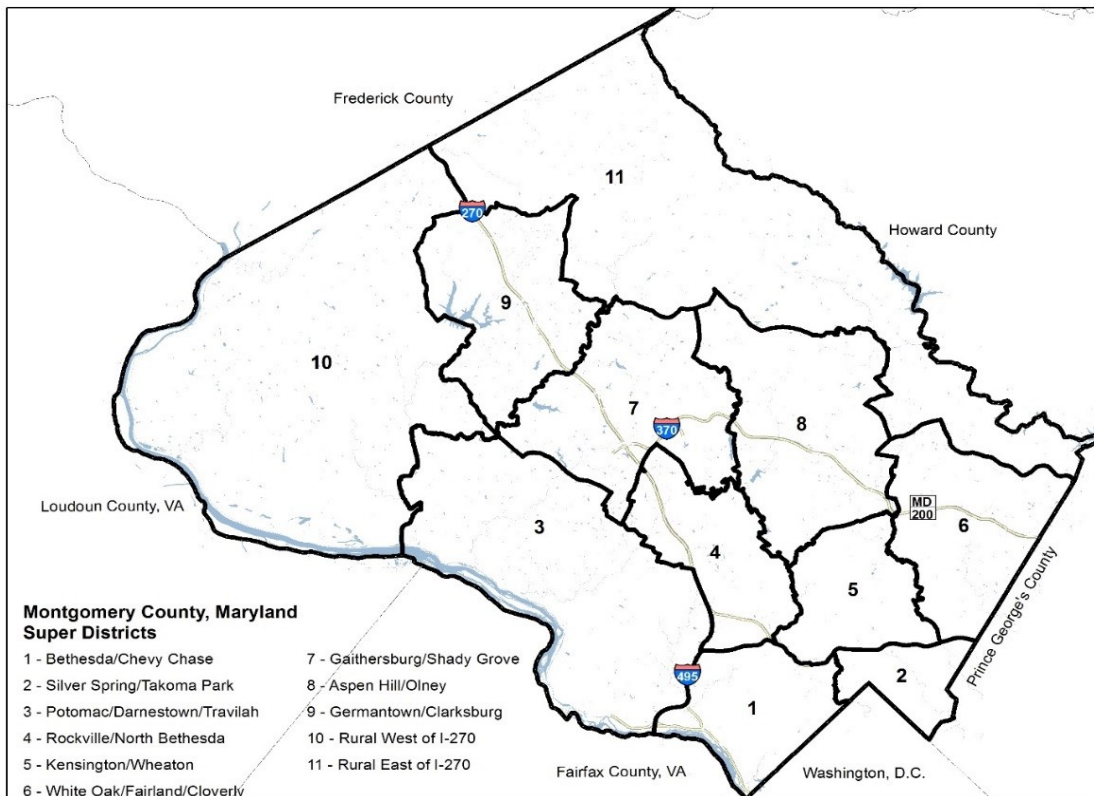 Frederick County
11
270
Howard County
9
10
7
370
8
Loudoun County, VA
3
MD
200
6
4
5
Prince George's County
Montgomery County, Maryland
Super Districts
1 - Bethesda/Chevy Chase
2 - Silver Spring/Takoma Park
3 - Potomac/Darnestown/Travilah
4 - Rockville/North Bethesda
5 - Kensington/Wheaton
6 - White Oak/Fairland/Cloverly
7 - Gaithersburg/Shady Grove
8 - Aspen Hill/Olney
9 - Germantown/Clarksburg
10 - Rural West of I-270
11 - Rural East of I-270
495
2
1
Fairfax County, VA
Washington, D.C.